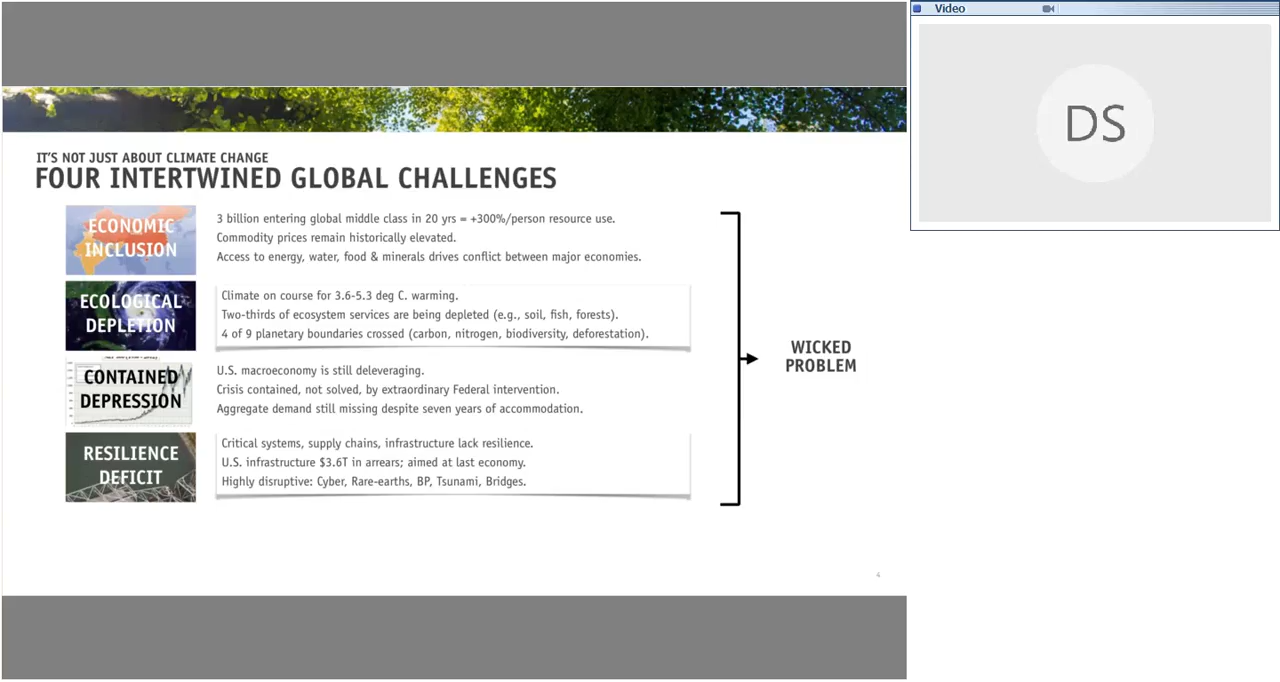 Video
DS
IT'S NOT JUST ABOUT CLIMATE CHANGE
FOUR INTERTWINED GLOBAL CHALLENGES
ECONOMIC
INCLUSION
3 billion entering global middle class in 20 yrs = +300%/person resource use.
Commodity prices remain historically elevated.
Access to energy, water, food & minerals drives conflict between major economies.
ECOLOGICAL
DEPLETION
Climate on course for 3.6-5.3 deg C. warming.
Two-thirds of ecosystem services are being depleted (e.g., soil, fish, forests).
4 of 9 planetary boundaries crossed (carbon, nitrogen, biodiversity, deforestation).
CONTAINED
DEPRESSION
U.S. macroeconomy is still deleveraging.
Crisis contained, not solved, by extraordinary Federal intervention.
Aggregate demand still missing despite seven years of accommodation.
RESILIENCE
DEFICIT
Critical systems, supply chains, infrastructure lack resilience.
U.S. infrastructure $3.6T in arrears; aimed at last economy.
Highly disruptive: Cyber, Rare-earths, BP, Tsunami, Bridges.
WICKED
PROBLEM
4